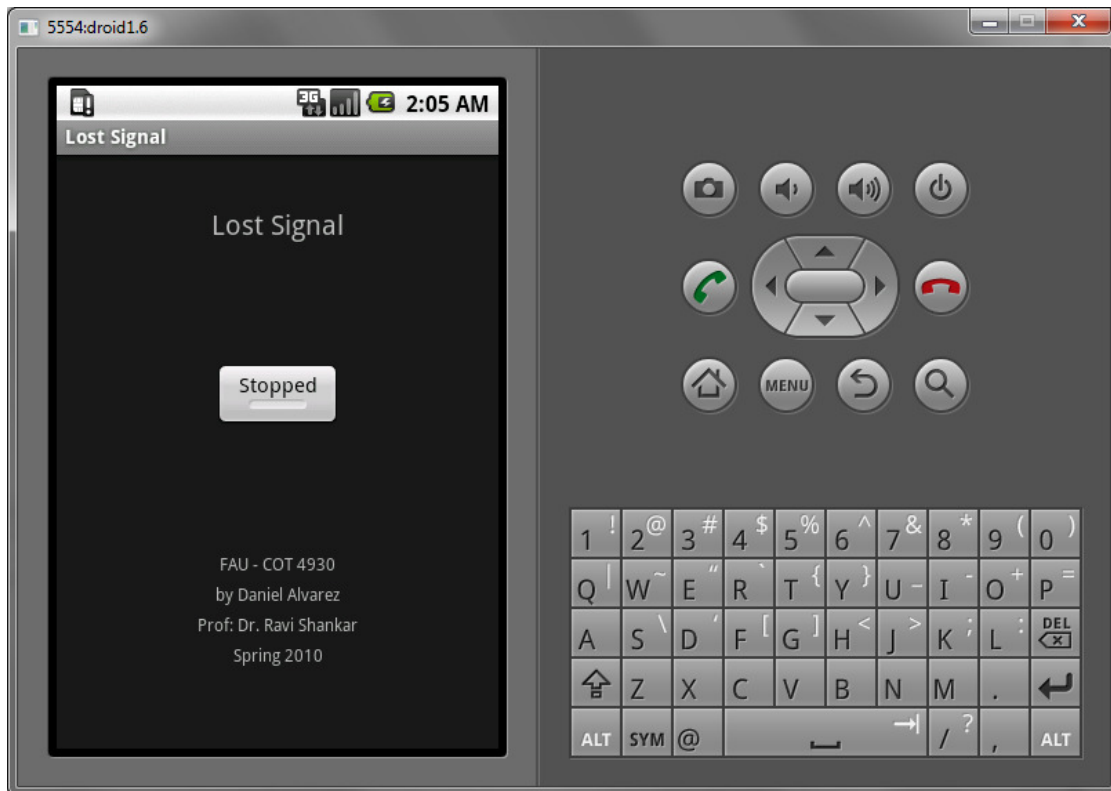 5554:droid1.6
3G 2:05 AM
Lost Signal
Lost Signal
Stopped
FAU - COT 4930
by Daniel Alvarez
Prof: Dr. Ravi Shankar
Spring 2010
MENU
1 ! 2 @ 3 # 4 $ 5 % 6 ^ 7 & 8 * 9 ( 0 )
Q | W ~ E " R ` T { Y } U _ I - O + P =
A S \ D ' F [ G ] H < J > K ; L : DEL
Z X C V B N M .
ALT SYM @ / ? , ALT